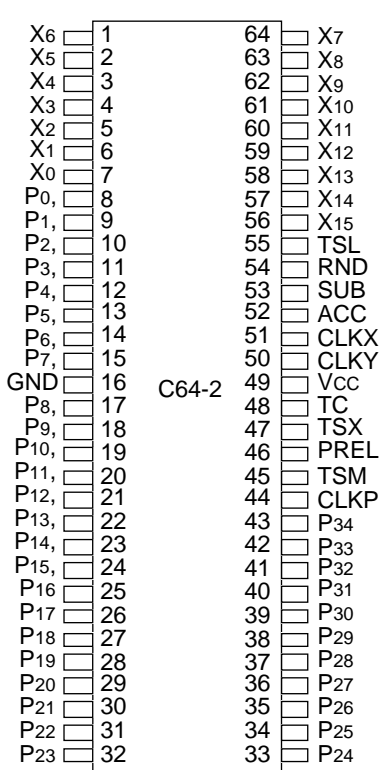 X6 1 64 X7
X5 2 63 X8
X4 3 62 X9
X3 4 61 X10
X2 5 60 X11
X1 6 59 X12
X0 7 58 X13
P0, 8 57 X14
P1, 9 56 X15
P2, 10 55 TSL
P3, 11 54 RND
P4, 12 53 SUB
P5, 13 52 ACC
P6, 14 51 CLKX
P7, 15 50 CLKY
GND 16 C64-2 49 VCC
P8, 17 48 TC
P9, 18 47 TSX
P10, 19 46 PREL
P11, 20 45 TSM
P12, 21 44 CLKP
P13, 22 43 P34
P14, 23 42 P33
P15, 24 41 P32
P16 25 40 P31
P17 26 39 P30
P18 27 38 P29
P19 28 37 P28
P20 29 36 P27
P21 30 35 P26
P22 31 34 P25
P23 32 33 P24